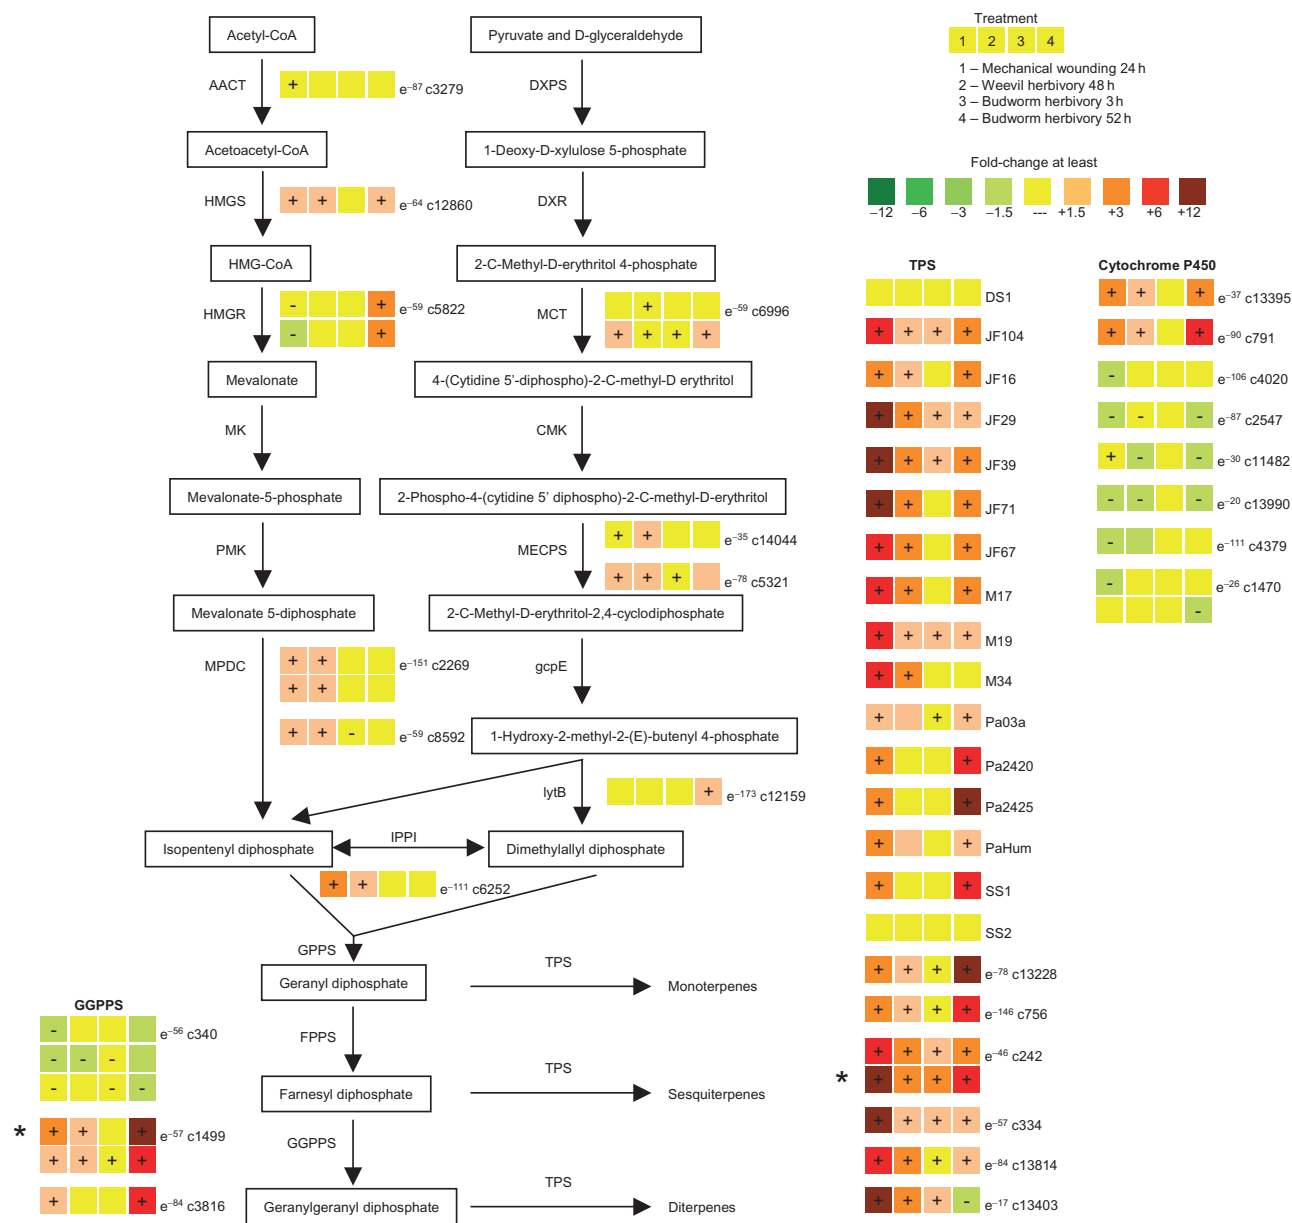 Acetyl-CoA
AACT
+
e−87 c3279
Acetoacetyl-CoA
HMGS
+ + +
e−64 c12860
HMG-CoA
HMGR
- +
e−59 c5822
- +
Mevalonate
MK
Mevalonate-5-phosphate
PMK
Mevalonate 5-diphosphate
MPDC
+ +
e−151 c2269
+ +
+ + -
e−59 c8592
Isopentenyl diphosphate
IPPI
Dimethylallyl diphosphate
+ +
e−111 c6252
Pyruvate and D-glyceraldehyde
DXPS
1-Deoxy-D-xylulose 5-phosphate
DXR
2-C-Methyl-D-erythritol 4-phosphate
MCT
+
e−59 c6996
+ + + +
4-(Cytidine 5'-diphospho)-2-C-methyl-D erythritol
CMK
2-Phospho-4-(cytidine 5' diphospho)-2-C-methyl-D-erythritol
MECPS
+ +
e−35 c14044
+ + +
e−78 c5321
2-C-Methyl-D-erythritol-2,4-cyclodiphosphate
gcpE
1-Hydroxy-2-methyl-2-(E)-butenyl 4-phosphate
lytB
+
e−173 c12159
GPPS
Geranyl diphosphate
TPS
Monoterpenes
FPPS
Farnesyl diphosphate
TPS
Sesquiterpenes
GGPPS
Geranylgeranyl diphosphate
TPS
Diterpenes
GGPPS
-
e−56 c340
- - -
- - -
* + + +
e−57 c1499
+ + + +
+ +
e−84 c3816
Treatment
1 2 3 4
1 – Mechanical wounding 24 h
2 – Weevil herbivory 48 h
3 – Budworm herbivory 3 h
4 – Budworm herbivory 52 h
Fold-change at least
−12 −6 −3 −1.5 --- +1.5 +3 +6 +12
TPS
DS1
+ + + + JF104
+ + + JF16
+ + + + JF29
+ + + + JF39
+ + + JF71
+ + + JF67
+ + + M17
+ + + + M19
+ + M34
+ + + Pa03a
+ + Pa2420
+ + Pa2425
+ + PaHum
+ + SS1
SS2
+ + + + e−78 c13228
+ + + + e−146 c756
+ + + + e−46 c242
* + + + +
+ + + + e−57 c334
+ + + + e−84 c13814
+ + + - e−17 c13403
Cytochrome P450
+ + + e−37 c13395
+ + + e−90 c791
- e−106 c4020
- - - e−87 c2547
+ - - e−30 c11482
- - - e−20 c13990
- e−111 c4379
- e−26 c1470
-